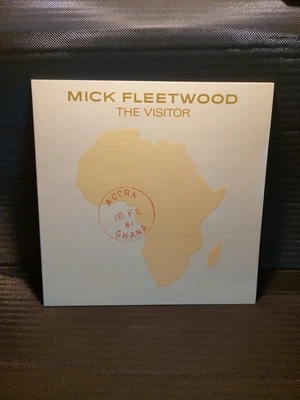 MICK FLEETWOOD
THE VISITOR
ACCRA
18 FE
81
GHANA